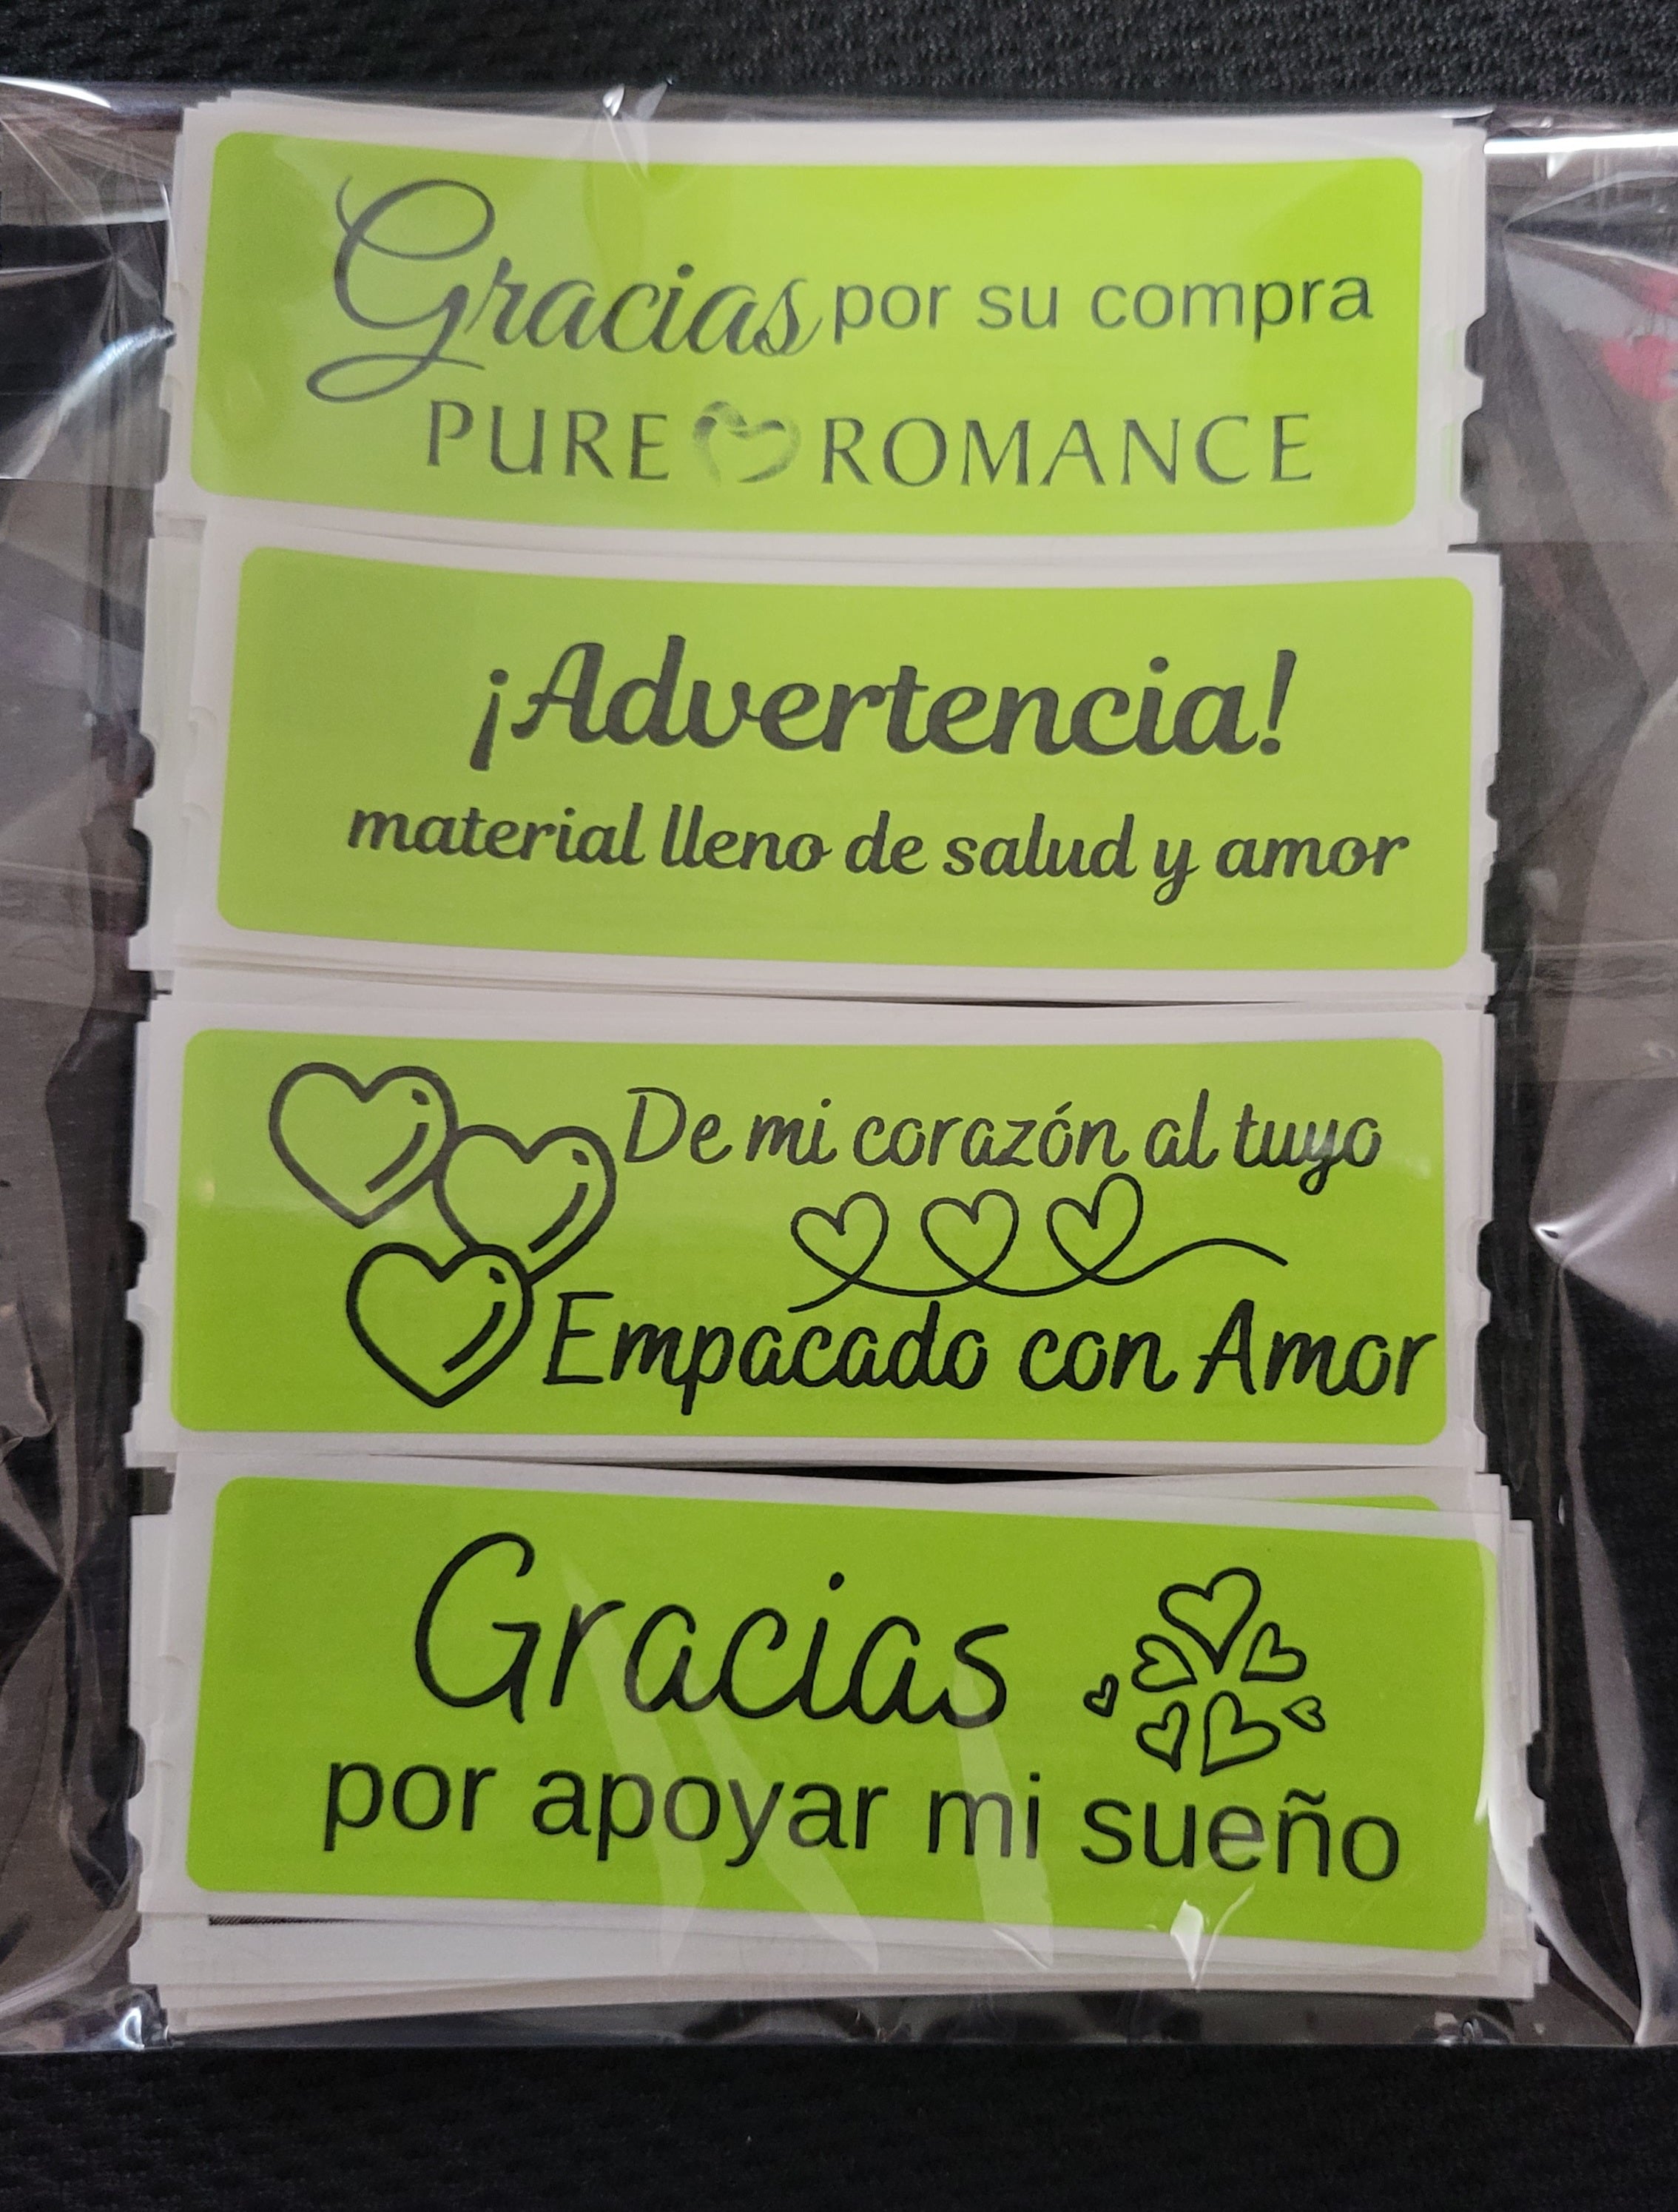 Gracias por su compra
PURE ROMANCE
¡Advertencia!
material lleno de salud y amor
De mi corazón al tuyo
Empacado con Amor
Gracias
por apoyar mi sueño